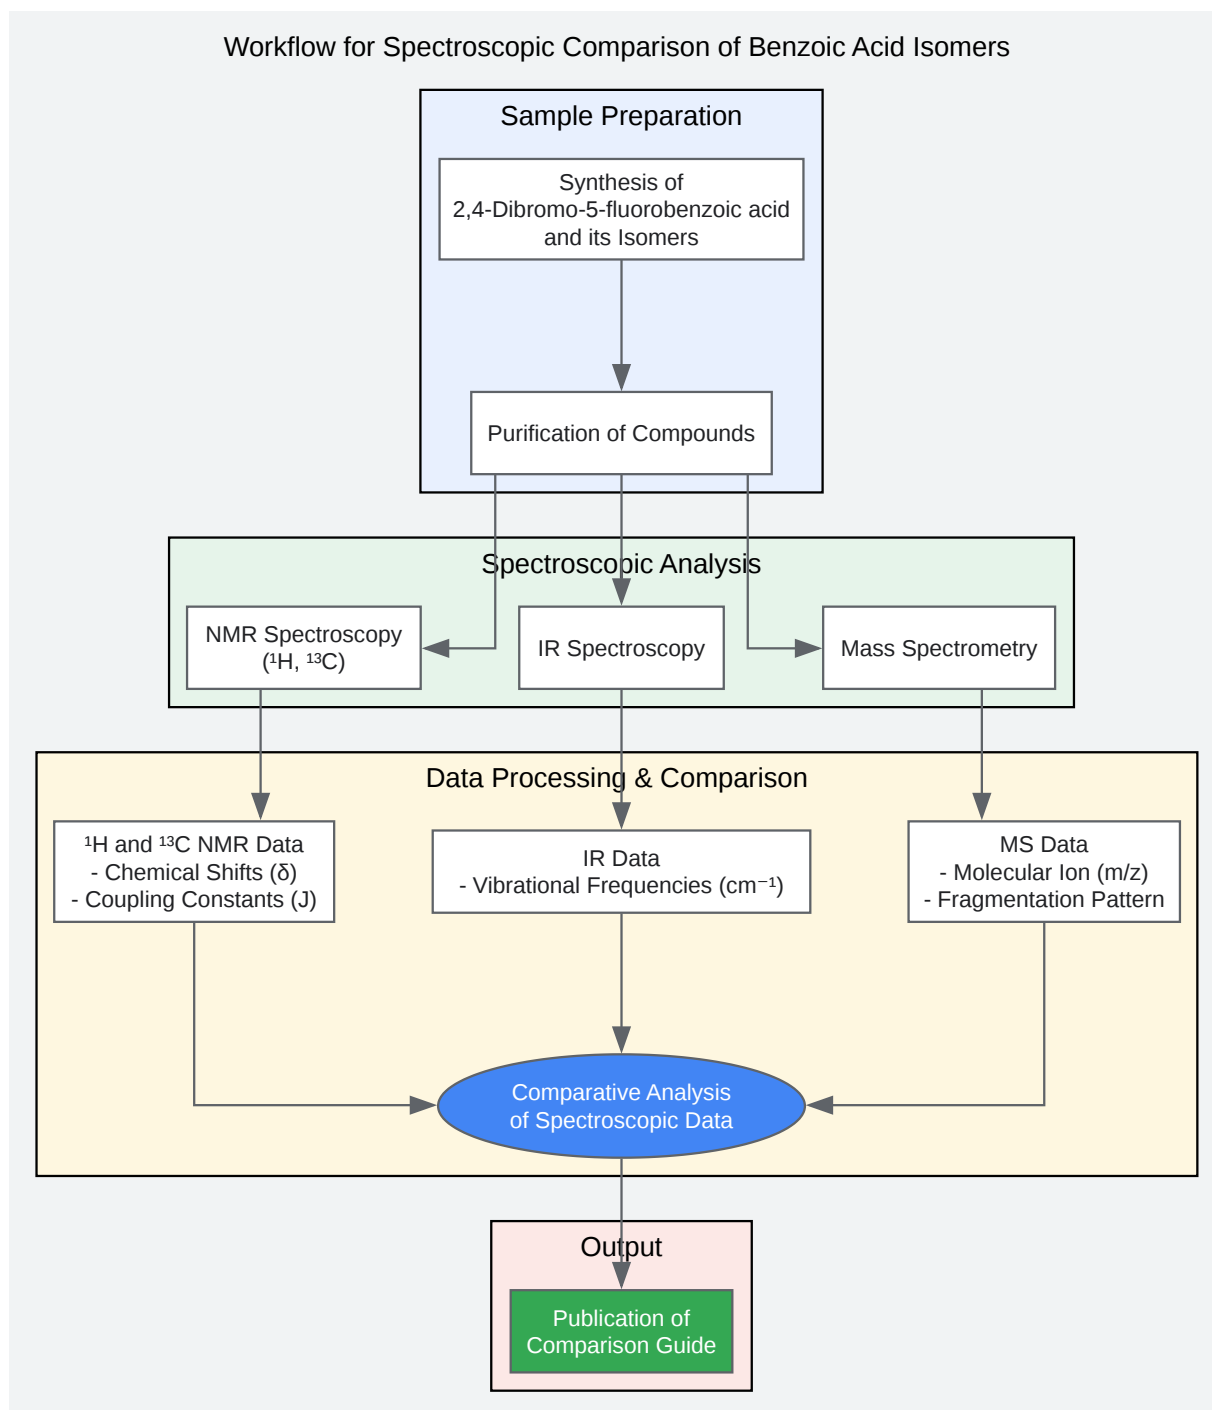 Workflow for Spectroscopic Comparison of Benzoic Acid Isomers
Sample Preparation
Synthesis of
2,4-Dibromo-5-fluorobenzoic acid
and its Isomers
Purification of Compounds
Spectroscopic Analysis
NMR Spectroscopy
(¹H, ¹³C)
IR Spectroscopy
Mass Spectrometry
Data Processing & Comparison
¹H and ¹³C NMR Data
- Chemical Shifts (δ)
- Coupling Constants (J)
IR Data
- Vibrational Frequencies (cm⁻¹)
MS Data
- Molecular Ion (m/z)
- Fragmentation Pattern
Comparative Analysis
of Spectroscopic Data
Output
Publication of
Comparison Guide